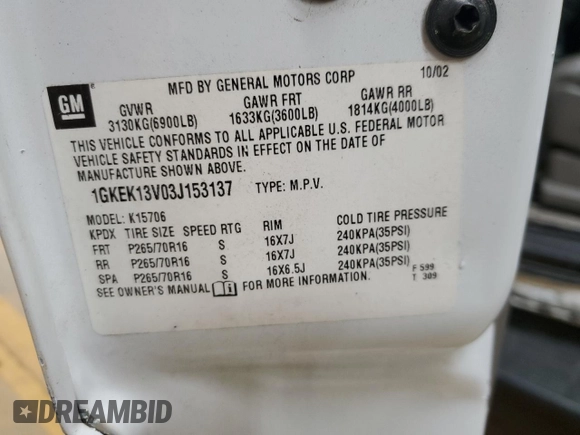 MFD BY GENERAL MOTORS CORP 10/02
GM
GVWR GAWR FRT GAWR RR
3130KG(6900LB) 1633KG(3600LB) 1814KG(4000LB)
THIS VEHICLE CONFORMS TO ALL APPLICABLE U.S. FEDERAL MOTOR
VEHICLE SAFETY STANDARDS IN EFFECT ON THE DATE OF
MANUFACTURE SHOWN ABOVE.
1GKEK13V03J153137 TYPE: M.P.V.
MODEL: K15706
KPDX TIRE SIZE SPEED RTG RIM COLD TIRE PRESSURE
FRT P265/70R16 S 16X7J 240KPA(35PSI)
RR P265/70R16 S 16X7J 240KPA(35PSI)
SPA P265/70R16 S 16X6.5J 240KPA(35PSI)
SEE OWNER'S MANUAL FOR MORE INFORMATION.
F 599
T 309
DREAMBID